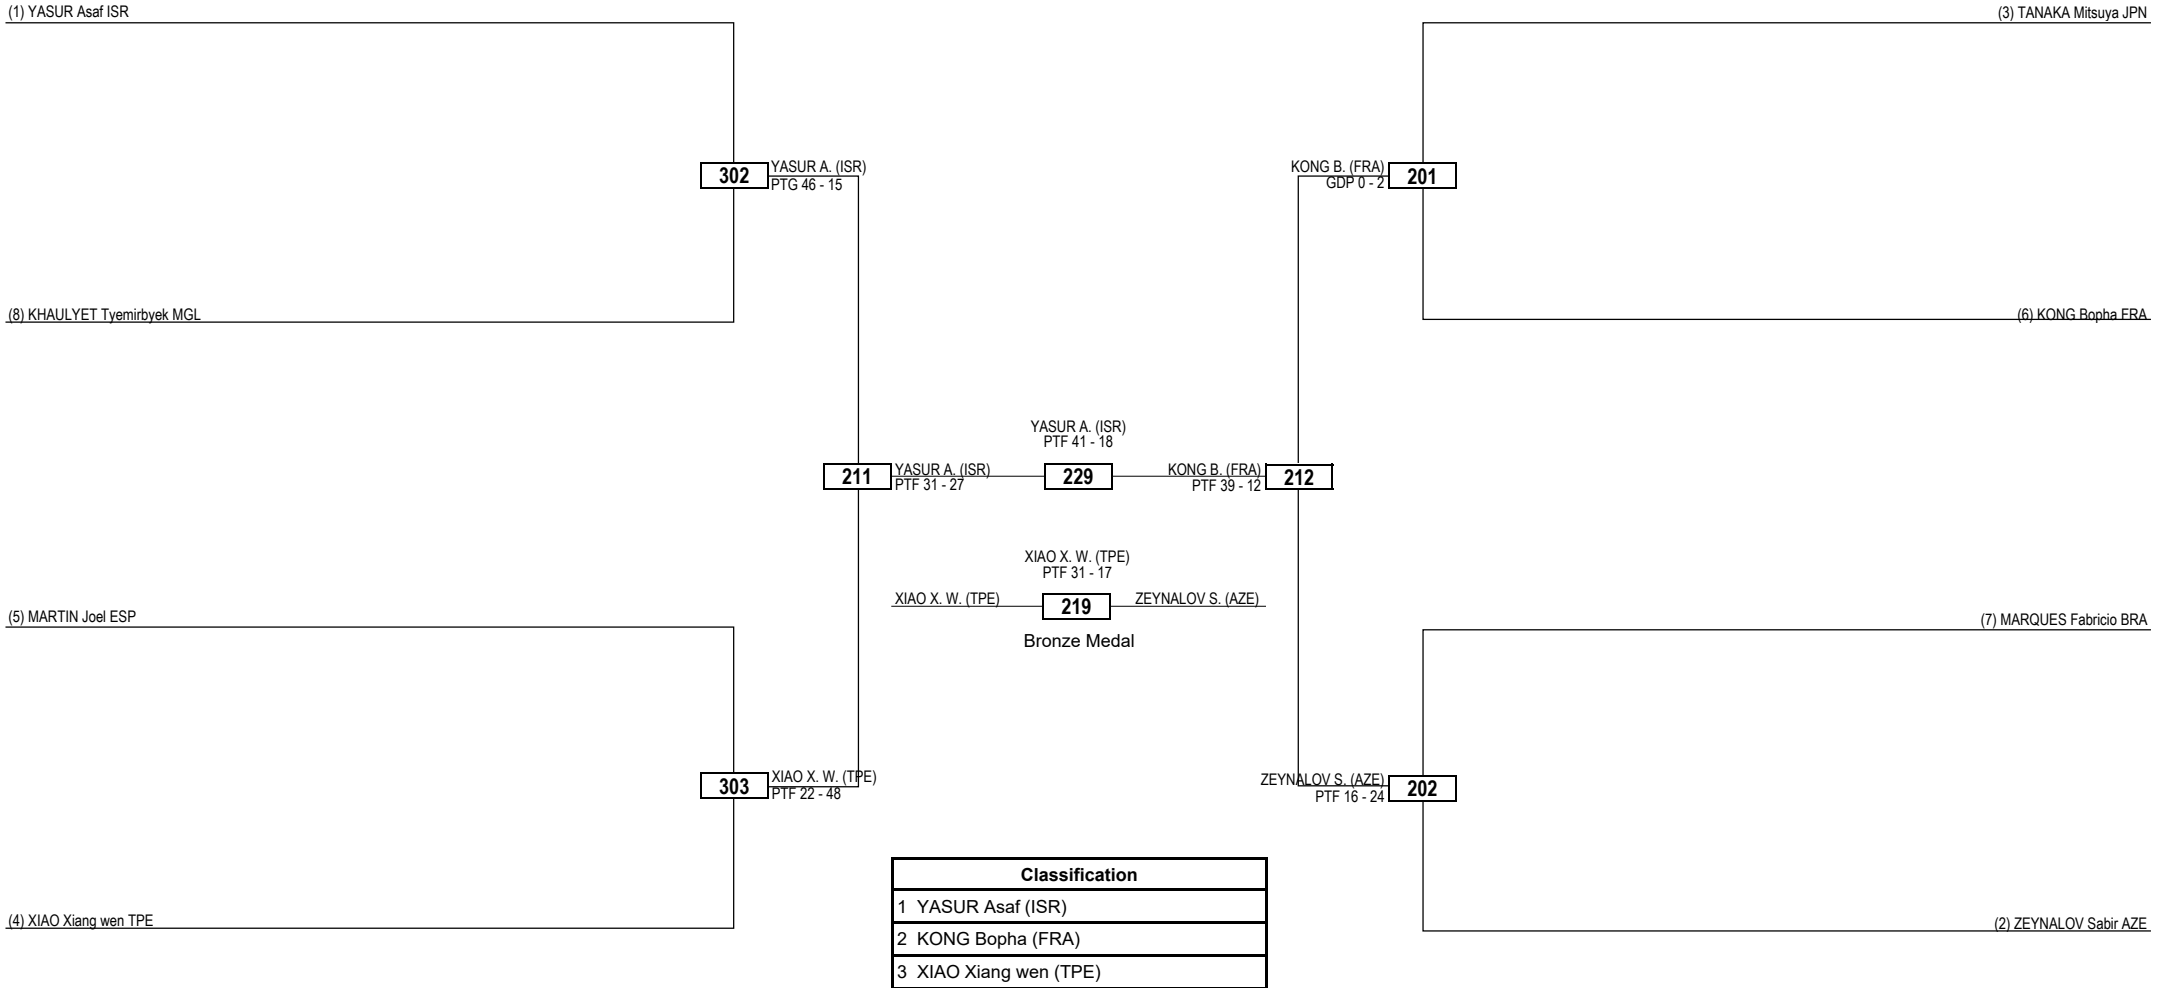 (1) YASUR Asaf ISR
(3) TANAKA Mitsuya JPN
302
YASUR A. (ISR)
PTG 46 - 15
KONG B. (FRA)
GDP 0 - 2
201
(8) KHAULYET Tyemirbyek MGL
(6) KONG Bopha FRA
YASUR A. (ISR)
PTF 41 - 18
211
YASUR A. (ISR)
PTF 31 - 27
229
KONG B. (FRA)
PTF 39 - 12
212
XIAO X. W. (TPE)
PTF 31 - 17
XIAO X. W. (TPE)
219
ZEYNALOV S. (AZE)
Bronze Medal
(5) MARTIN Joel ESP
(7) MARQUES Fabricio BRA
303
XIAO X. W. (TPE)
PTF 22 - 48
ZEYNALOV S. (AZE)
PTF 16 - 24
202
(4) XIAO Xiang wen TPE
(2) ZEYNALOV Sabir AZE
Classification
1 YASUR Asaf (ISR)
2 KONG Bopha (FRA)
3 XIAO Xiang wen (TPE)